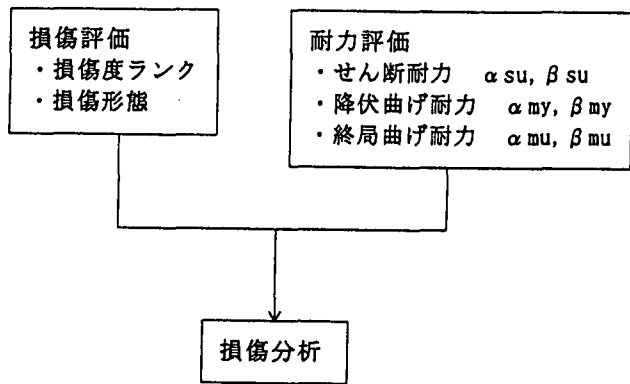 損傷評価
・損傷度ランク
・損傷形態
耐力評価
・せん断耐力 αsu, βsu
・降伏曲げ耐力 αmy, βmy
・終局曲げ耐力 αmu, βmu
損傷分析